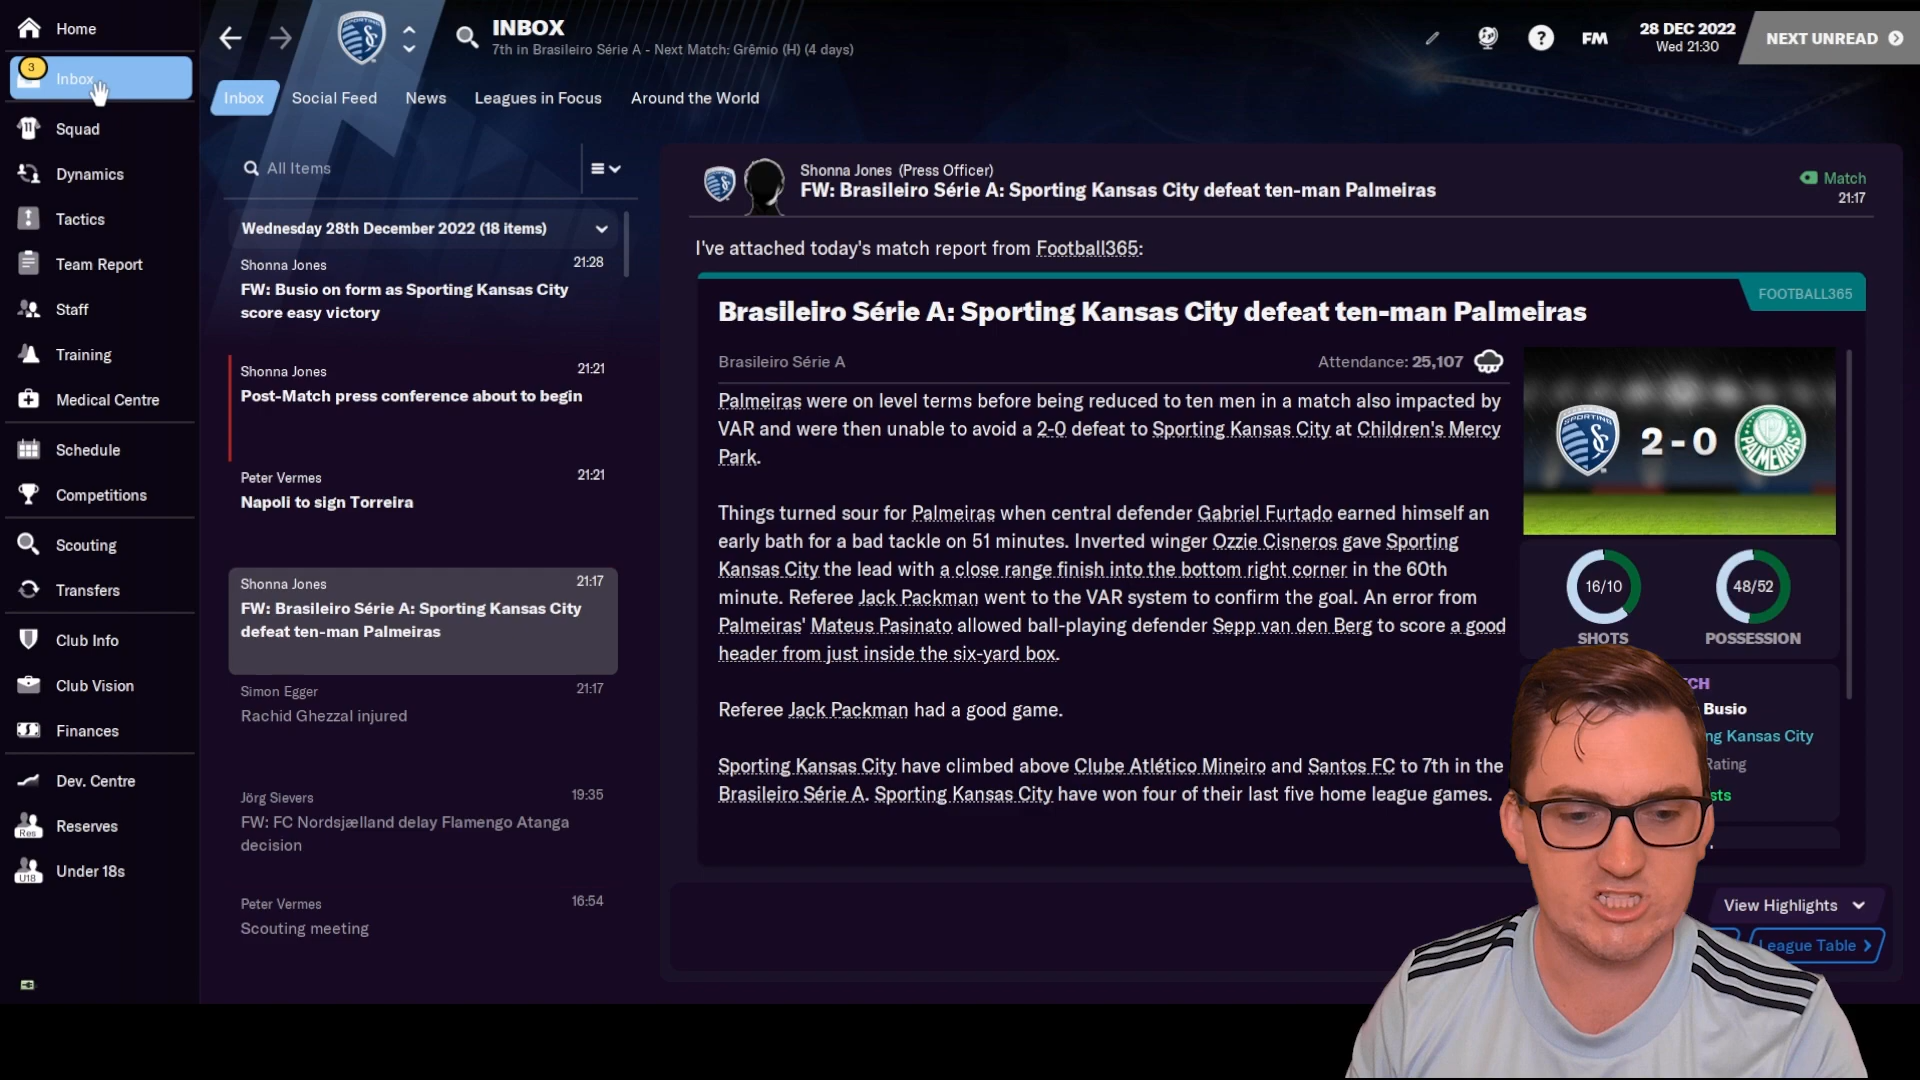 Home
3
Inbox
Squad
Dynamics
Tactics
Team Report
Staff
Training
Medical Centre
Schedule
Competitions
Scouting
Transfers
Club Info
Club Vision
Finances
Dev. Centre
Res
Reserves
U18
Under 18s
SPORTING
INBOX
7th in Brasileiro Série A - Next Match: Grêmio (H) (4 days)
?
FM
28 DEC 2022
Wed 21:30
NEXT UNREAD
Inbox
Social Feed
News
Leagues in Focus
Around the World
All Items
Wednesday 28th December 2022 (18 items)
Shonna Jones
21:28
FW: Busio on form as Sporting Kansas City
score easy victory
Shonna Jones
21:21
Post-Match press conference about to begin
Peter Vermes
21:21
Napoli to sign Torreira
Shonna Jones
21:17
FW: Brasileiro Série A: Sporting Kansas City
defeat ten-man Palmeiras
Simon Egger
21:17
Rachid Ghezzal injured
Jörg Sievers
19:35
FW: FC Nordsjælland delay Flamengo Atanga
decision
Peter Vermes
16:54
Scouting meeting
Shonna Jones (Press Officer)
FW: Brasileiro Série A: Sporting Kansas City defeat ten-man Palmeiras
Match
21:17
I've attached today's match report from Football365:
FOOTBALL365
Brasileiro Série A: Sporting Kansas City defeat ten-man Palmeiras
Brasileiro Série A
Attendance: 25,107
Palmeiras were on level terms before being reduced to ten men in a match also impacted by
VAR and were then unable to avoid a 2-0 defeat to Sporting Kansas City at Children's Mercy
Park.
Things turned sour for Palmeiras when central defender Gabriel Furtado earned himself an
early bath for a bad tackle on 51 minutes. Inverted winger Ozzie Cisneros gave Sporting
Kansas City the lead with a close range finish into the bottom right corner in the 60th
minute. Referee Jack Packman went to the VAR system to confirm the goal. An error from
Palmeiras' Mateus Pasinato allowed ball-playing defender Sepp van den Berg to score a good
header from just inside the six-yard box.
Referee Jack Packman had a good game.
Sporting Kansas City have climbed above Clube Atlético Mineiro and Santos FC to 7th in the
Brasileiro Série A. Sporting Kansas City have won four of their last five home league games.
SPORTING
2 - 0
PALMEIRAS
16/10
SHOTS
48/52
POSSESSION
CH
Busio
ng Kansas City
Rating
sts
View Highlights
League Table